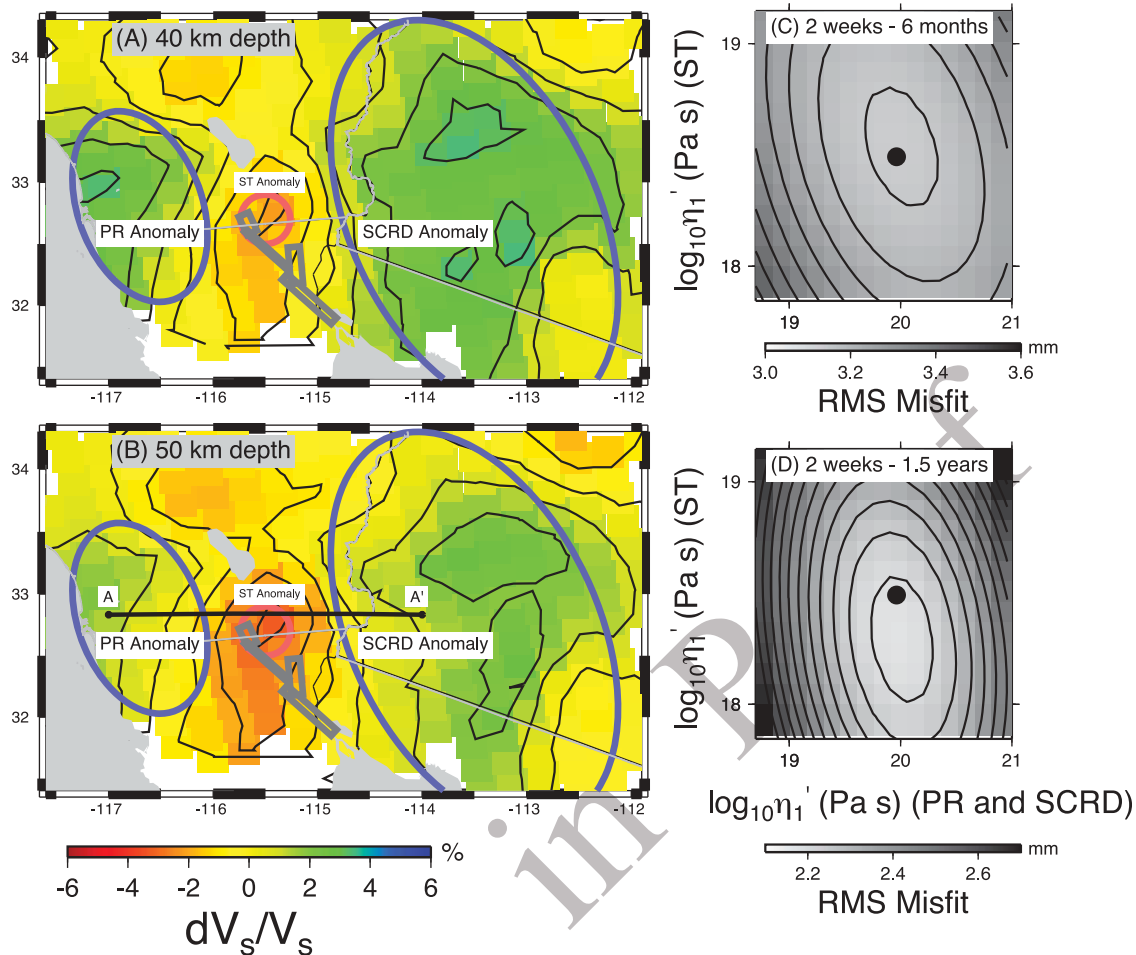 (A) 40 km depth
34
33
32
ST Anomaly
PR Anomaly
SCRD Anomaly
-117
-116
-115
-114
-113
-112
(B) 50 km depth
34
33
32
A
A'
ST Anomaly
PR Anomaly
SCRD Anomaly
-117
-116
-115
-114
-113
-112
%
-6 -4 -2 0 2 4 6
dVs/Vs
(C) 2 weeks - 6 months
log10η1' (Pa s) (ST)
19
18
19 20 21
mm
3.0 3.2 3.4 3.6
RMS Misfit
(D) 2 weeks - 1.5 years
log10η1' (Pa s) (ST)
19
18
19 20 21
log10η1' (Pa s) (PR and SCRD)
mm
2.2 2.4 2.6
RMS Misfit
in P f